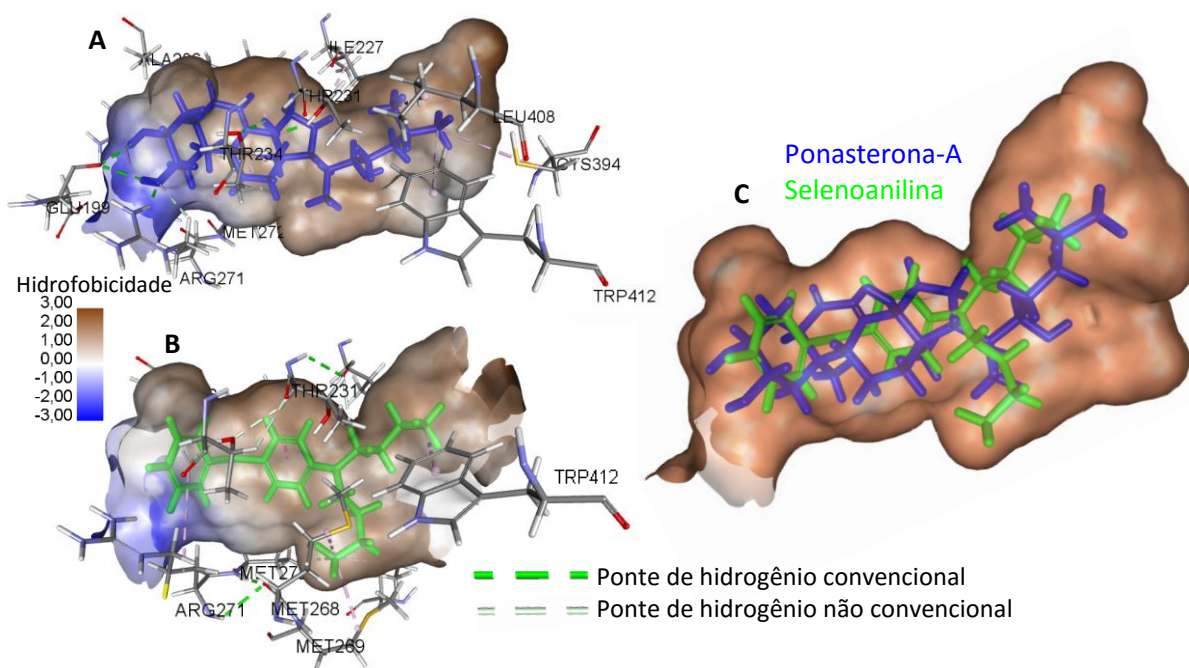 A
ILE227
THR231
LEU408
THR234
CYS394
GLU199
MET272
ARG271
TRP412
Hidrofobicidade
3,00
2,00
1,00
0,00
-1,00
-2,00
-3,00
B
THR231
TRP412
ARG271
MET268
MET269
Ponasterona-A
Selenoanilina
C
Ponte de hidrogênio convencional
Ponte de hidrogênio não convencional